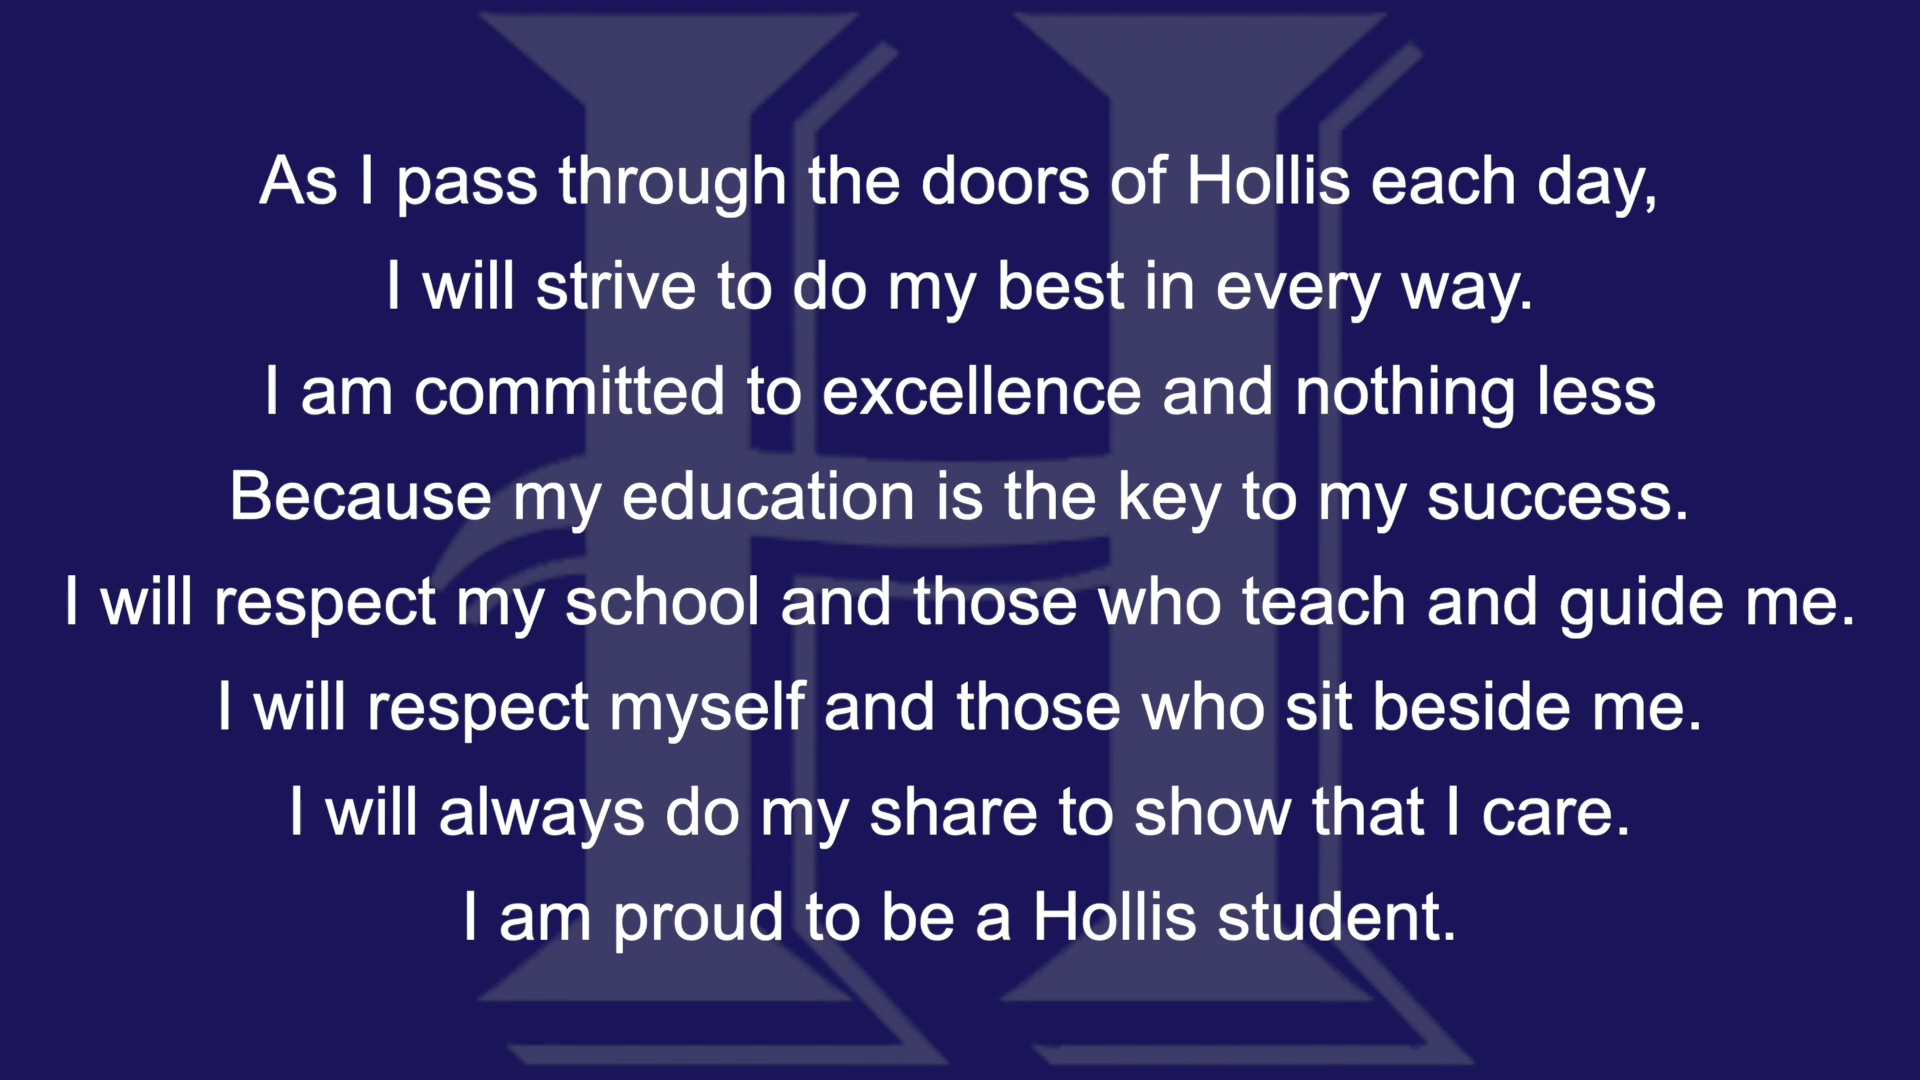 As I pass through the doors of Hollis each day,
I will strive to do my best in every way.
I am committed to excellence and nothing less
Because my education is the key to my success.
I will respect my school and those who teach and guide me.
I will respect myself and those who sit beside me.
I will always do my share to show that I care.
I am proud to be a Hollis student.